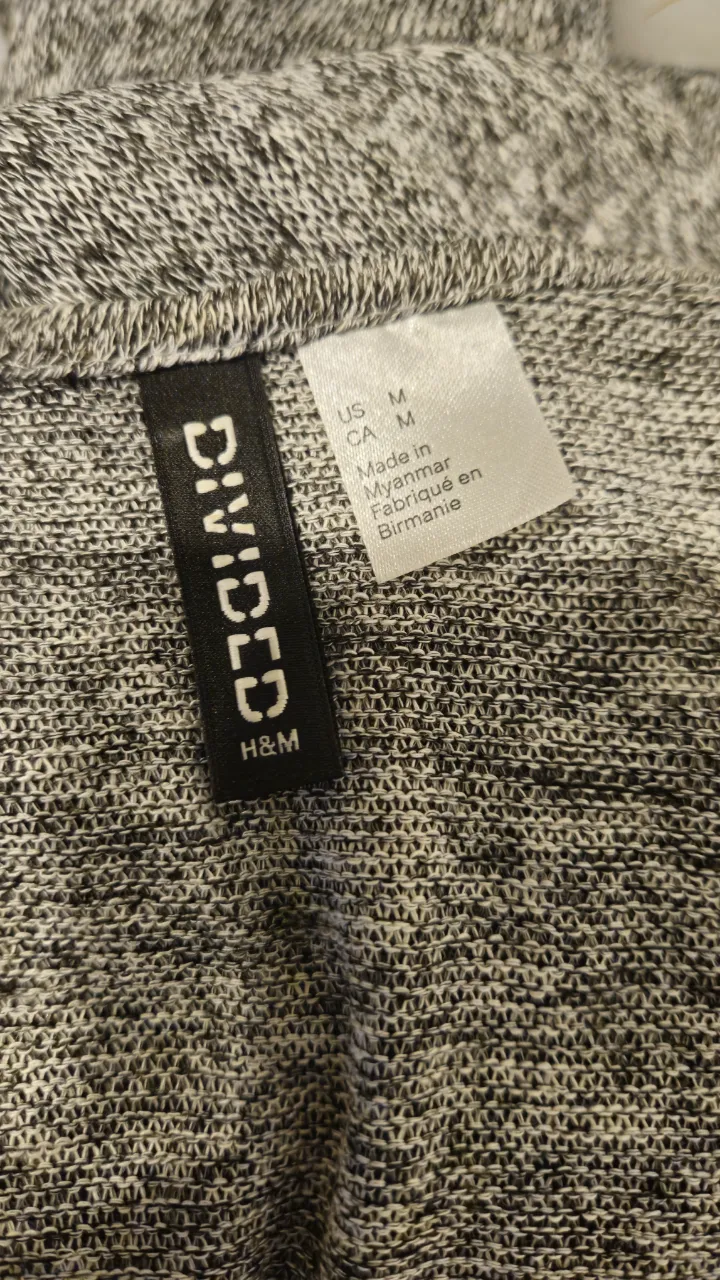 DIVIDED
H&M
US M
CA M
Made in
Myanmar
Fabriqué en
Birmanie